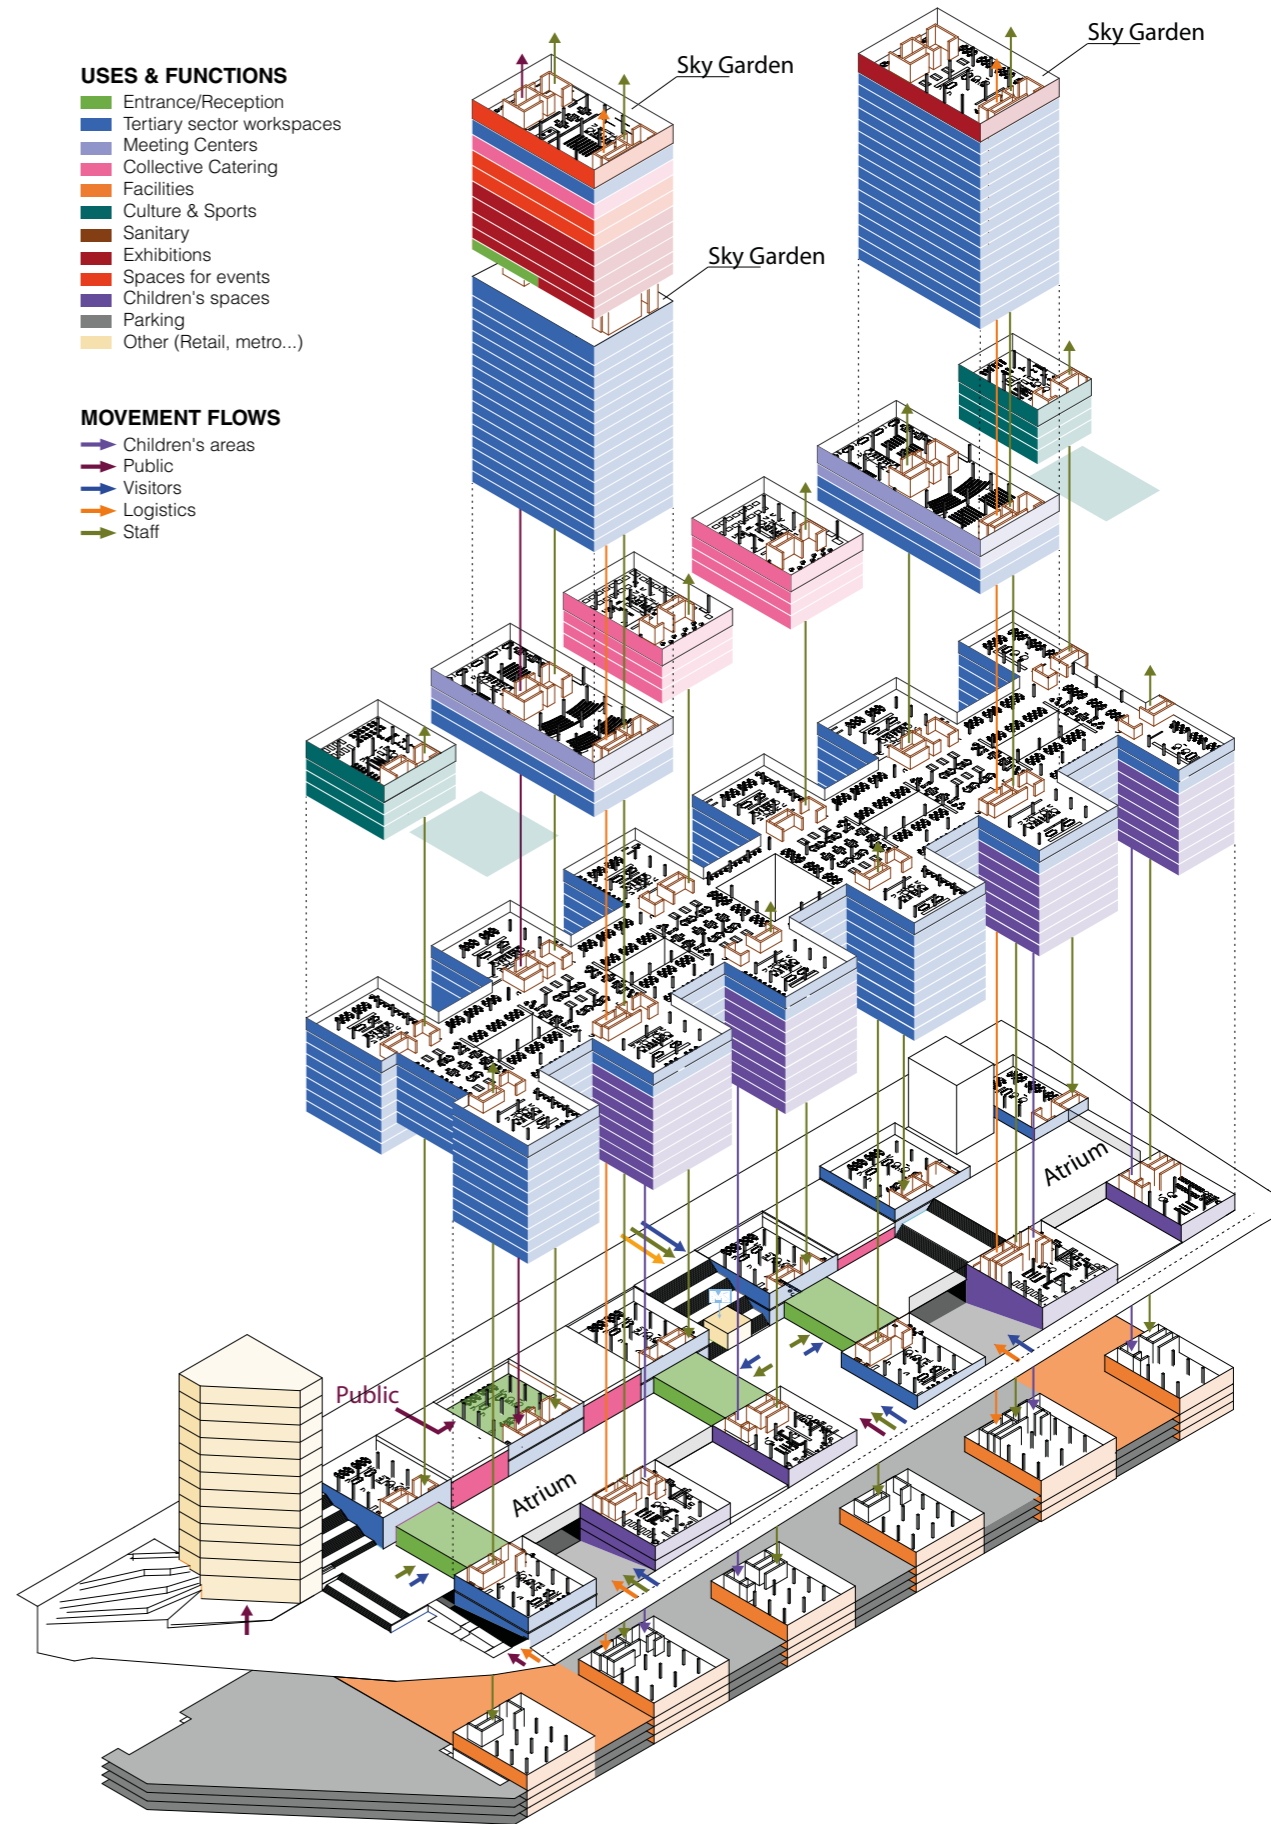 Sky Garden
Sky Garden
USES & FUNCTIONS
Entrance/Reception
Tertiary sector workspaces
Meeting Centers
Collective Catering
Facilities
Culture & Sports
Sanitary
Exhibitions
Spaces for events
Children's spaces
Parking
Other (Retail, metro...)
Sky Garden
MOVEMENT FLOWS
Children's areas
Public
Visitors
Logistics
Staff
Atrium
M
Public
Atrium